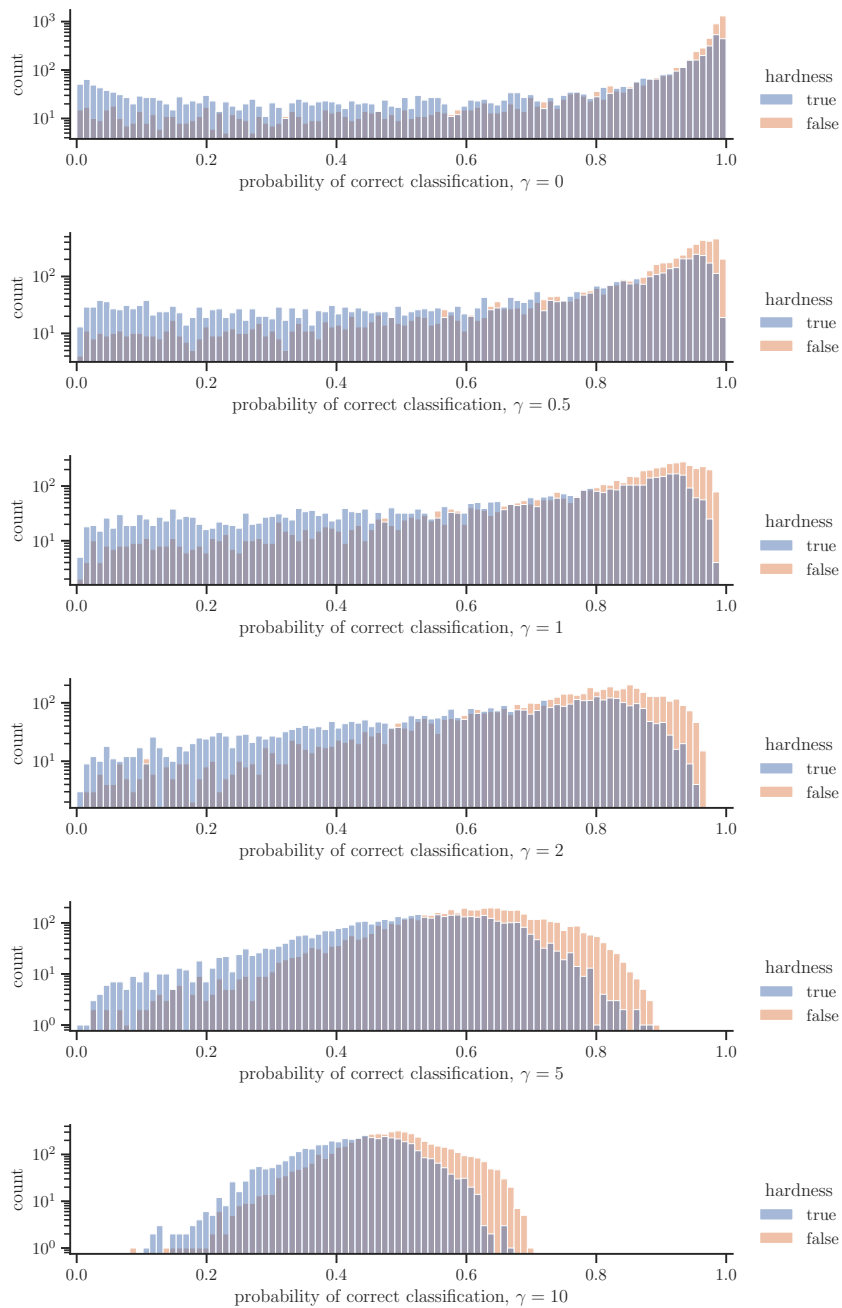 10^3
10^2
10^1
count
0.0 0.2 0.4 0.6 0.8 1.0
probability of correct classification, γ = 0
hardness
true
false
10^2
10^1
count
0.0 0.2 0.4 0.6 0.8 1.0
probability of correct classification, γ = 0.5
hardness
true
false
10^2
10^1
count
0.0 0.2 0.4 0.6 0.8 1.0
probability of correct classification, γ = 1
hardness
true
false
10^2
10^1
count
0.0 0.2 0.4 0.6 0.8 1.0
probability of correct classification, γ = 2
hardness
true
false
10^2
10^1
10^0
count
0.0 0.2 0.4 0.6 0.8 1.0
probability of correct classification, γ = 5
hardness
true
false
10^2
10^1
10^0
count
0.0 0.2 0.4 0.6 0.8 1.0
probability of correct classification, γ = 10
hardness
true
false